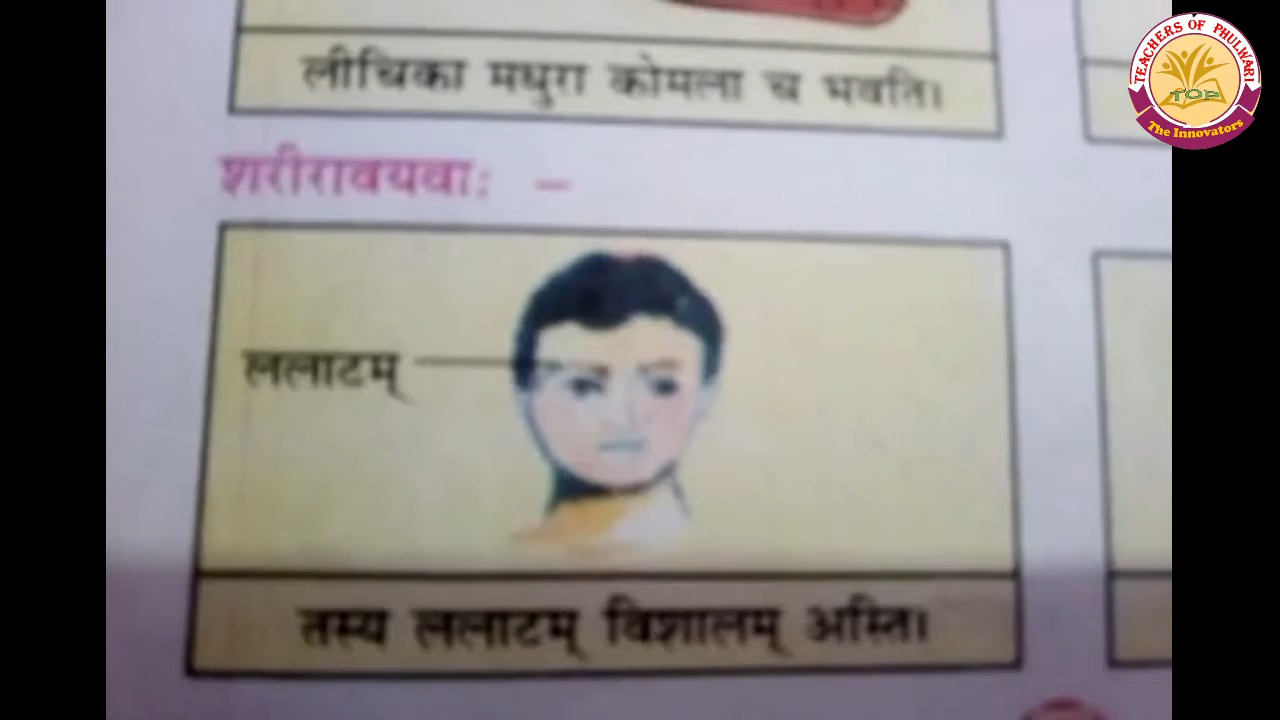 लीचिका मधुरा कोमला च भवति।
TEACHERS OF PHULWARI
TOP
The Innovators
शरीरावयवाः –
ललाटम्
तस्य ललाटम् विशालम् अस्ति।